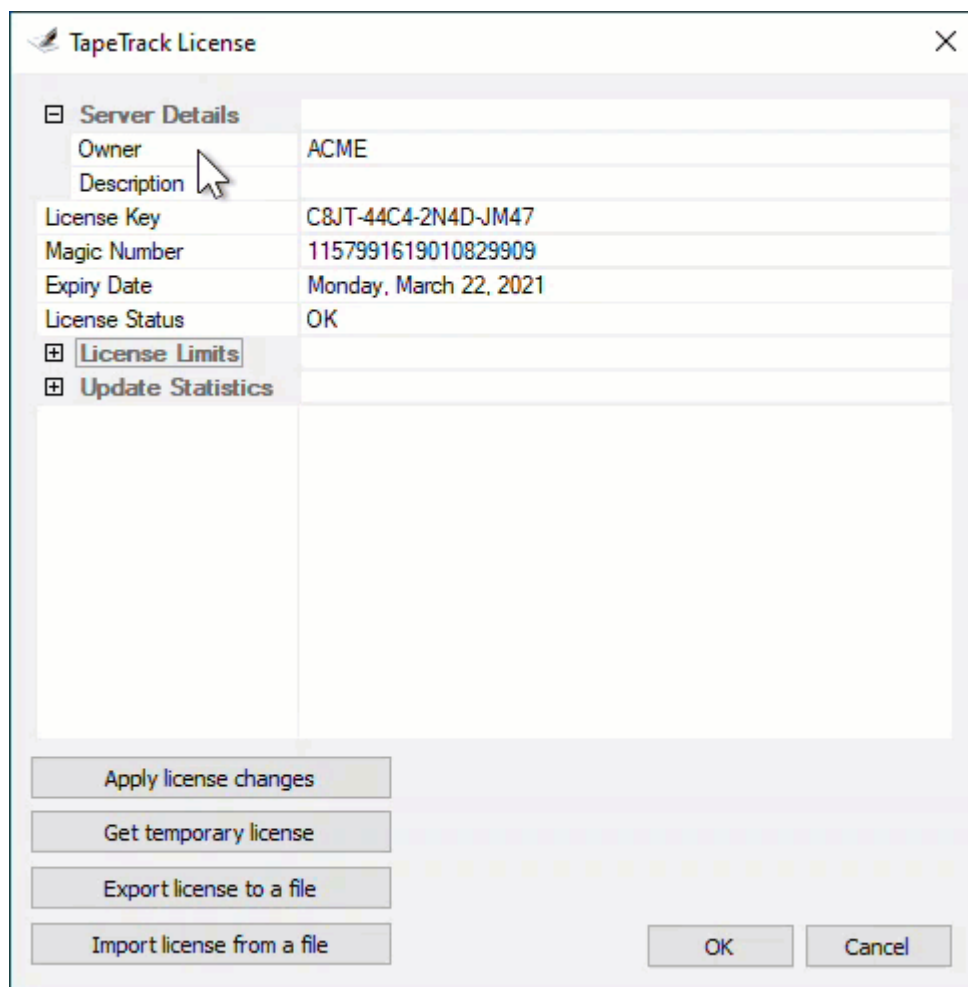 TapeTrack License
Server Details
Owner ACME
Description
License Key C8JT-44C4-2N4D-JM47
Magic Number 1157991619010829909
Expiry Date Monday, March 22, 2021
License Status OK
License Limits
Update Statistics
Apply license changes
Get temporary license
Export license to a file
Import license from a file
OK Cancel